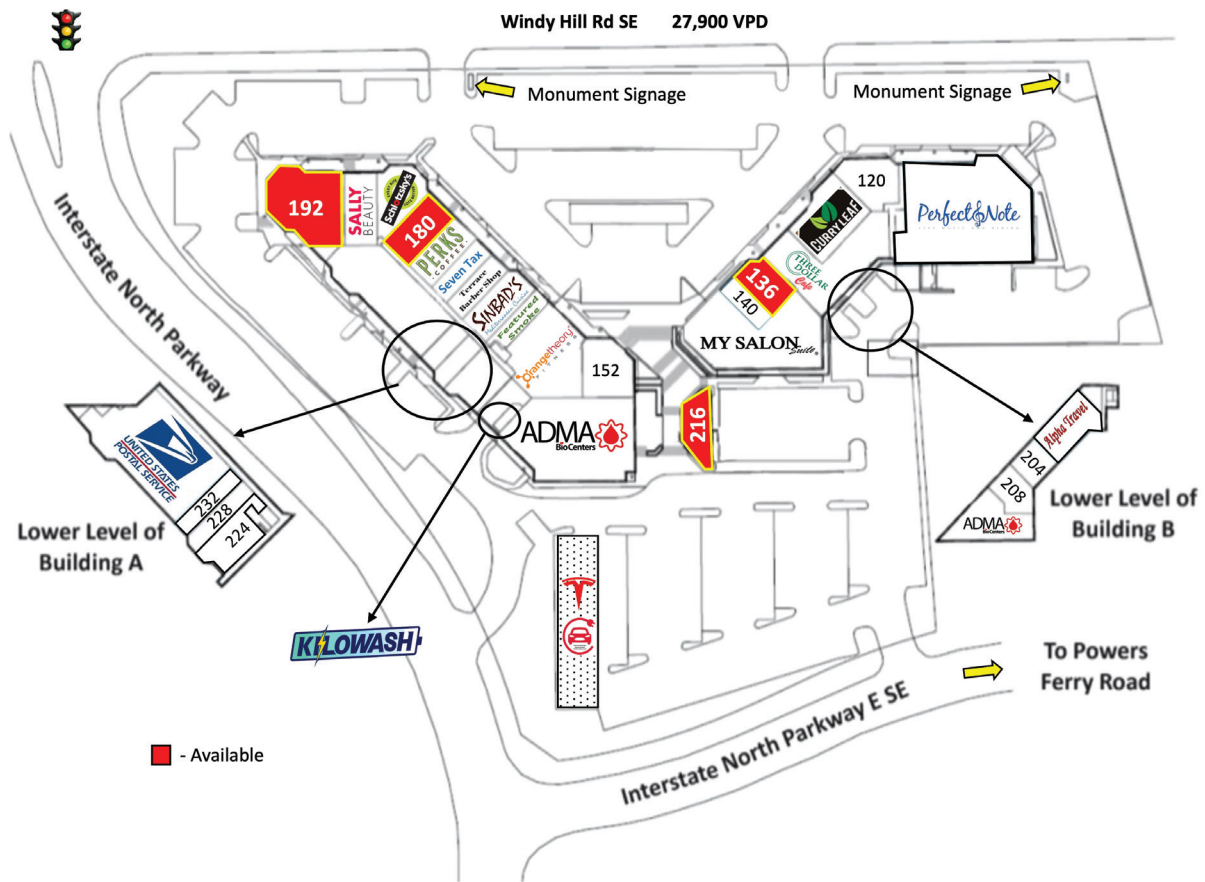 Windy Hill Rd SE 27,900 VPD
Monument Signage
Monument Signage
Interstate North Parkway
192
SALLY
BEAUTY
Schlotzsky's
180
PERKS
COFFEE
Seven Tax
Terrace
Barber Shop
SINBAD'S
Mediterranean Cuisine
Featured
Smoke
Orangetheory
FITNESS
152
ADMA
BioCenters
216
120
Perfect Note
CURRY LEAF
THREE
DOLLAR
Cafe
136
140
MY SALON
Suite
UNITED STATES
POSTAL SERVICE
232
228
224
Lower Level of
Building A
KILOWASH
Alpha Travel
204
208
ADMA
BioCenters
Lower Level of
Building B
To Powers
Ferry Road
Interstate North Parkway E SE
- Available